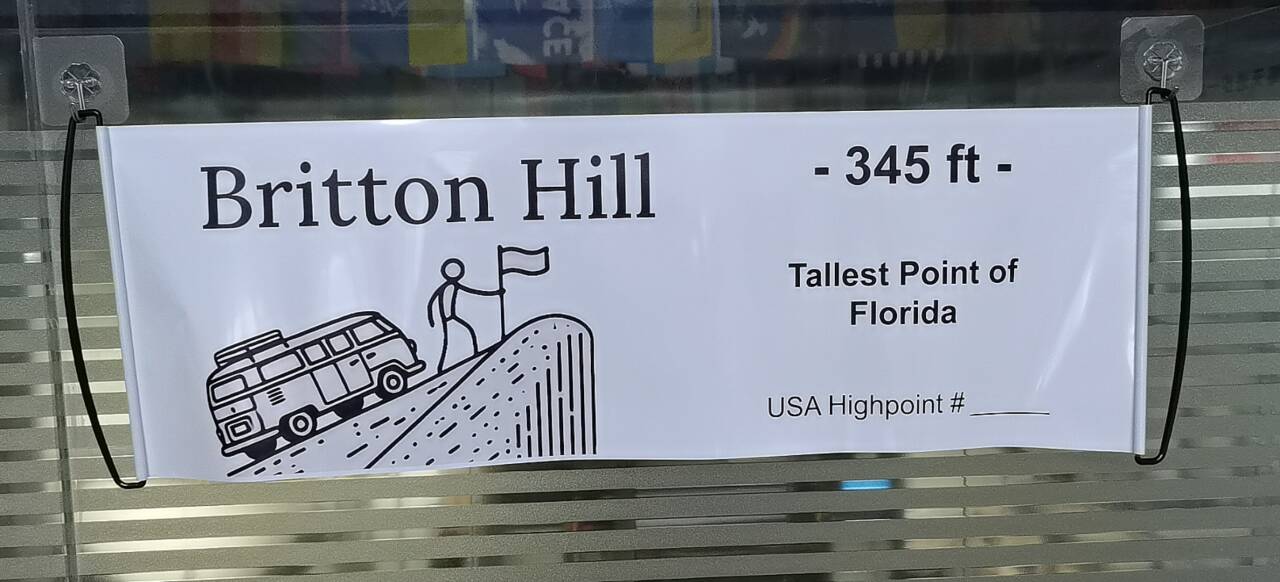 Britton Hill
- 345 ft -
Tallest Point of
Florida
USA Highpoint # ______